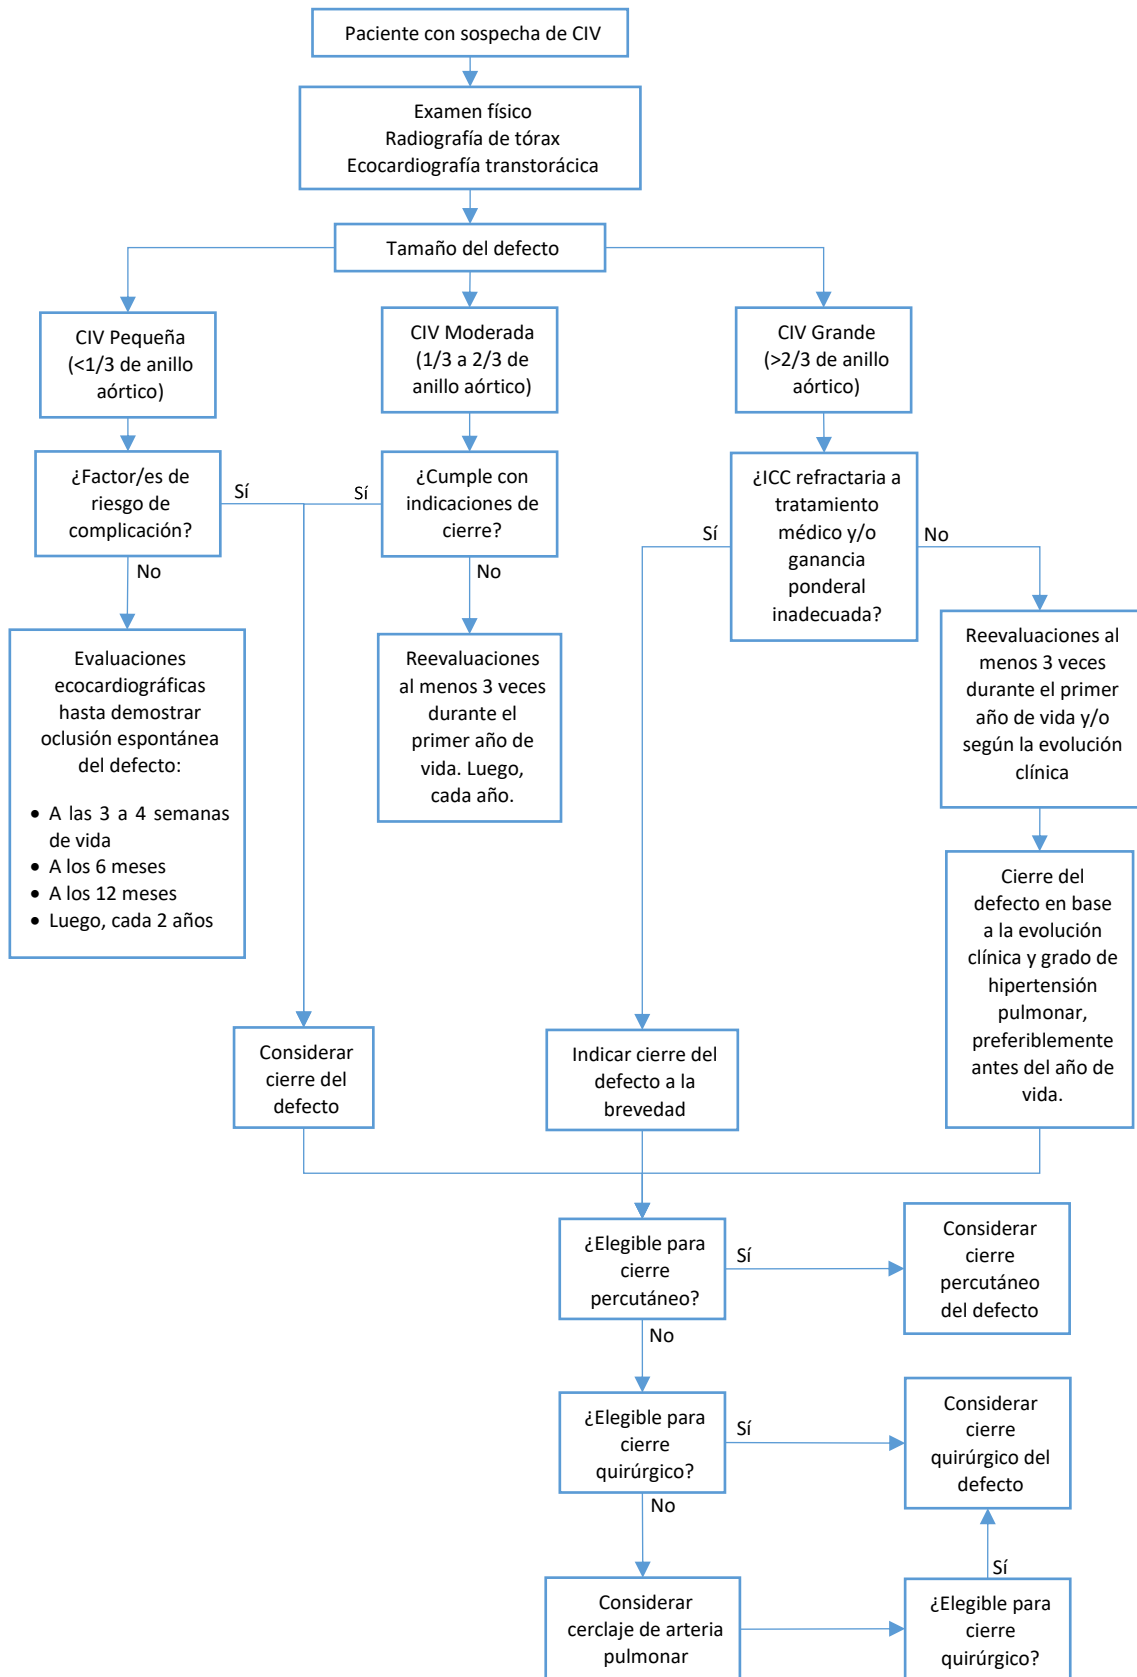 Paciente con sospecha de CIV
Examen físico
Radiografía de tórax
Ecocardiografía transtorácica
Tamaño del defecto
CIV Pequeña
(<1/3 de anillo
aórtico)
CIV Moderada
(1/3 a 2/3 de
anillo aórtico)
CIV Grande
(>2/3 de anillo
aórtico)
¿Factor/es de
riesgo de
complicación?
Sí
No
¿Cumple con
indicaciones de
cierre?
Sí
No
¿ICC refractaria a
tratamiento
médico y/o
ganancia
ponderal
inadecuada?
Sí
No
Evaluaciones
ecocardiográficas
hasta demostrar
oclusión espontánea
del defecto:
• A las 3 a 4 semanas
de vida
• A los 6 meses
• A los 12 meses
• Luego, cada 2 años
Reevaluaciones
al menos 3 veces
durante el
primer año de
vida. Luego,
cada año.
Reevaluaciones al
menos 3 veces
durante el primer
año de vida y/o
según la evolución
clínica
Cierre del
defecto en base
a la evolución
clínica y grado de
hipertensión
pulmonar,
preferiblemente
antes del año de
vida.
Considerar
cierre del
defecto
Indicar cierre del
defecto a la
brevedad
¿Elegible para
cierre
percutáneo?
Sí
No
Considerar
cierre
percutáneo
del defecto
¿Elegible para
cierre
quirúrgico?
Sí
No
Considerar
cierre
quirúrgico del
defecto
Considerar
cerclaje de arteria
pulmonar
Sí
¿Elegible para
cierre
quirúrgico?